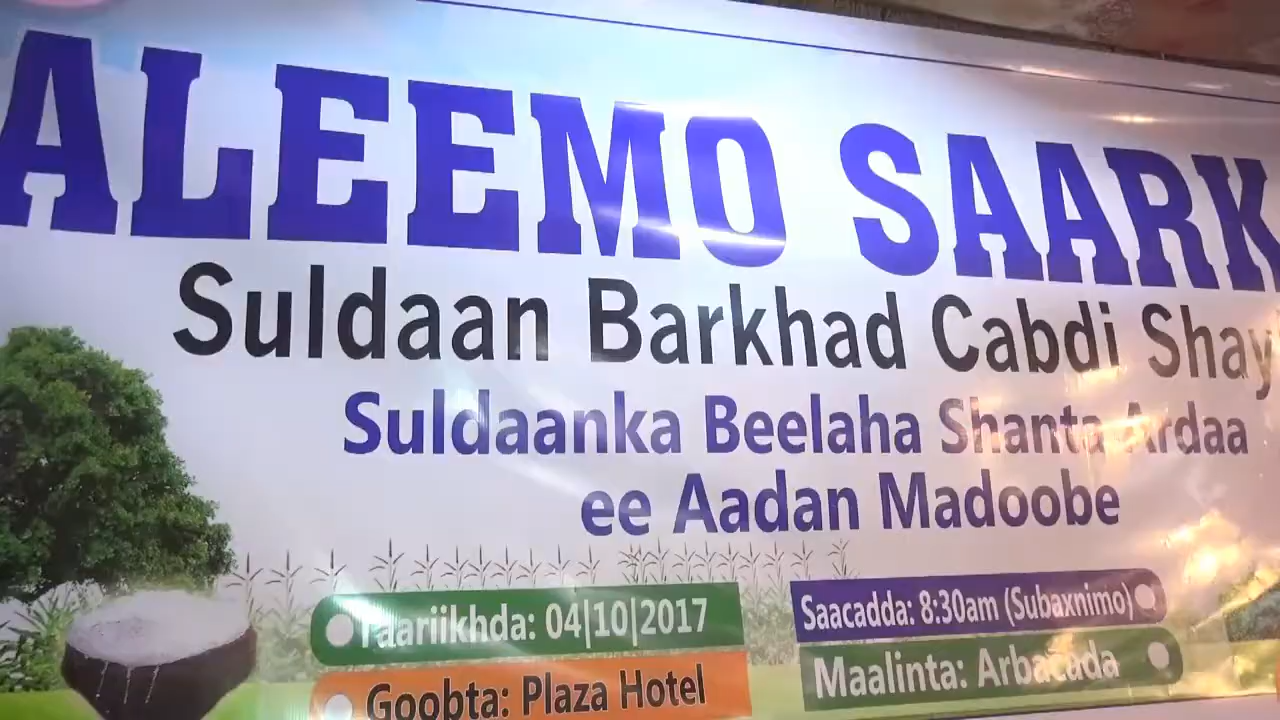 ALEEMO SAARK
Suldaan Barkhad Cabdi Shay
Suldaanka Beelaha Shanta Ardaa
ee Aadan Madoobe
Taariikhda: 04|10|2017
Saacadda: 8:30am (Subaxnimo)
Goobta: Plaza Hotel
Maalinta: Arbacada